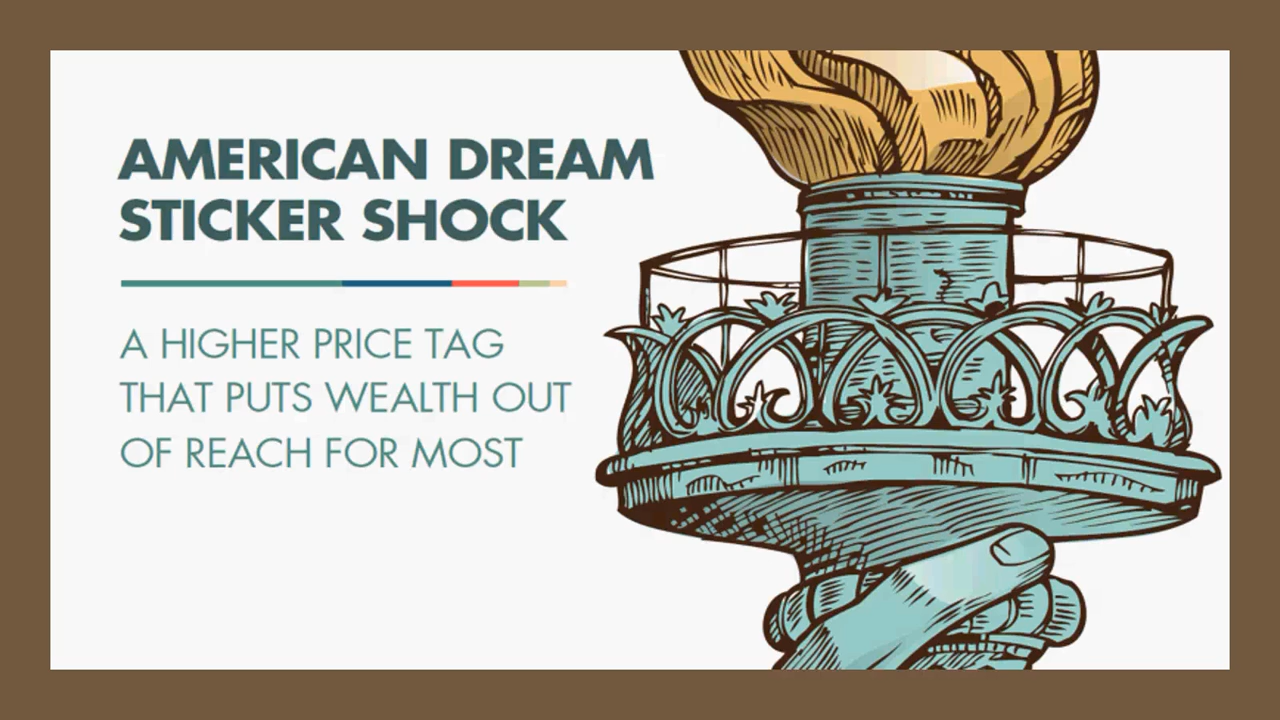 AMERICAN DREAM
STICKER SHOCK
A HIGHER PRICE TAG
THAT PUTS WEALTH OUT
OF REACH FOR MOST